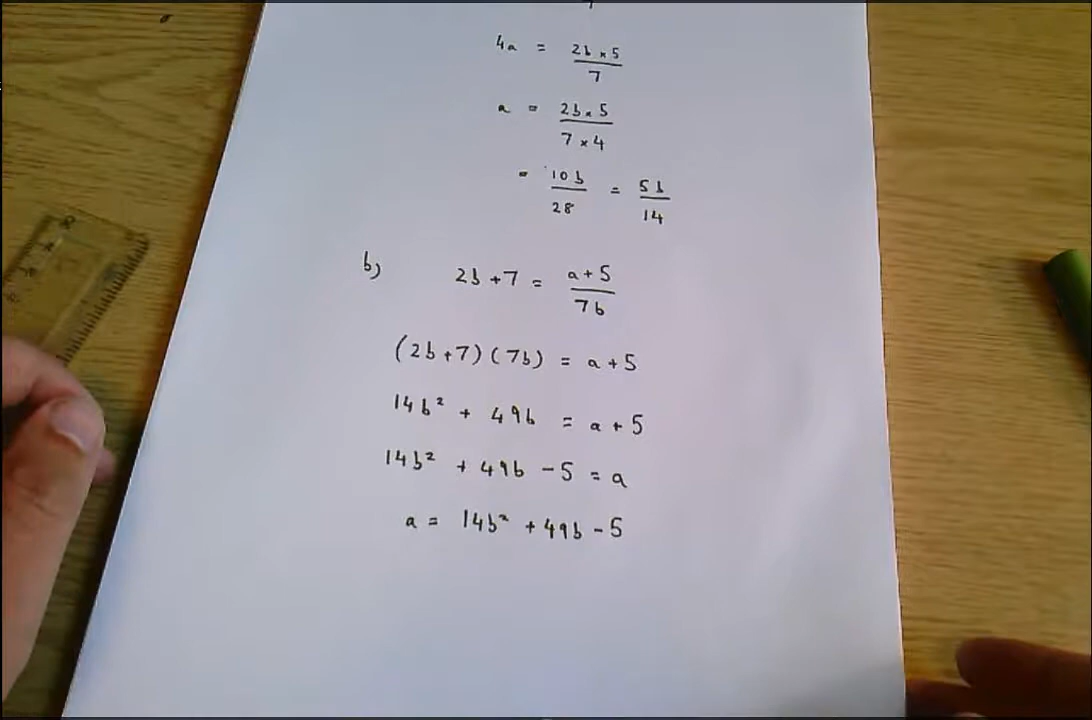 4a = 2b × 5 / 7
a = 2b × 5 / 7 × 4
= 10b / 28 = 5b / 14
b) 2b + 7 = a + 5 / 7b
(2b + 7)(7b) = a + 5
14b² + 49b = a + 5
14b² + 49b - 5 = a
a = 14b² + 49b - 5